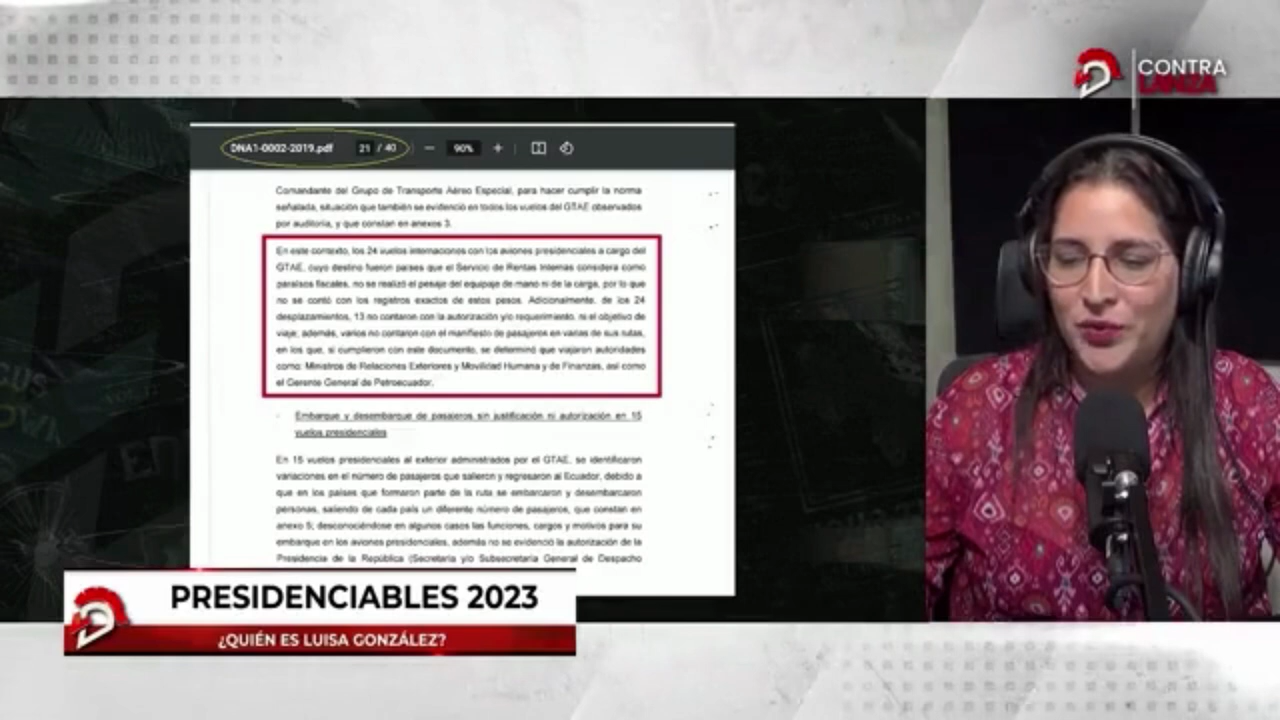 CONTRA
LANZA
DNA1-0002-2019.pdf 21 / 40 90%
Comandante del Grupo de Transporte Aéreo Especial, para hacer cumplir la norma
señalada, situación que también se evidenció en todos los vuelos del GTAE observados
por auditoría, y que constan en anexos 3.
En este contexto, los 24 vuelos internaciones con los aviones presidenciales a cargo del
GTAE, cuyo destino fueron países que el Servicio de Rentas Internas considera como
paraísos fiscales, no se realizó el pesaje del equipaje de mano ni de la carga, por lo que
no se contó con los registros exactos de estos pesos. Adicionalmente, de los 24
desplazamientos, 13 no contaron con la autorización y/o requerimiento, ni el objetivo de
viaje; además, varios no contaron con el manifiesto de pasajeros en varias de sus rutas,
en los que, si cumplieron con este documento, se determinó que viajaron autoridades
como: Ministros de Relaciones Exteriores y Movilidad Humana y de Finanzas, así como
el Gerente General de Petroecuador.
- Embarque y desembarque de pasajeros sin justificación ni autorización en 15
vuelos presidenciales
En 15 vuelos presidenciales al exterior administrados por el GTAE, se identificaron
variaciones en el número de pasajeros que salieron y regresaron al Ecuador, debido a
que en los países que formaron parte de la ruta se embarcaron y desembarcaron
personas, saliendo de cada país un diferente número de pasajeros, que constan en
anexo 5; desconociéndose en algunos casos las funciones, cargos y motivos para su
embarque en los aviones presidenciales, además no se evidenció la autorización de la
Presidencia de la República (Secretaría y/o Subsecretaría General de Despacho
PRESIDENCIABLES 2023
¿QUIÉN ES LUISA GONZÁLEZ?